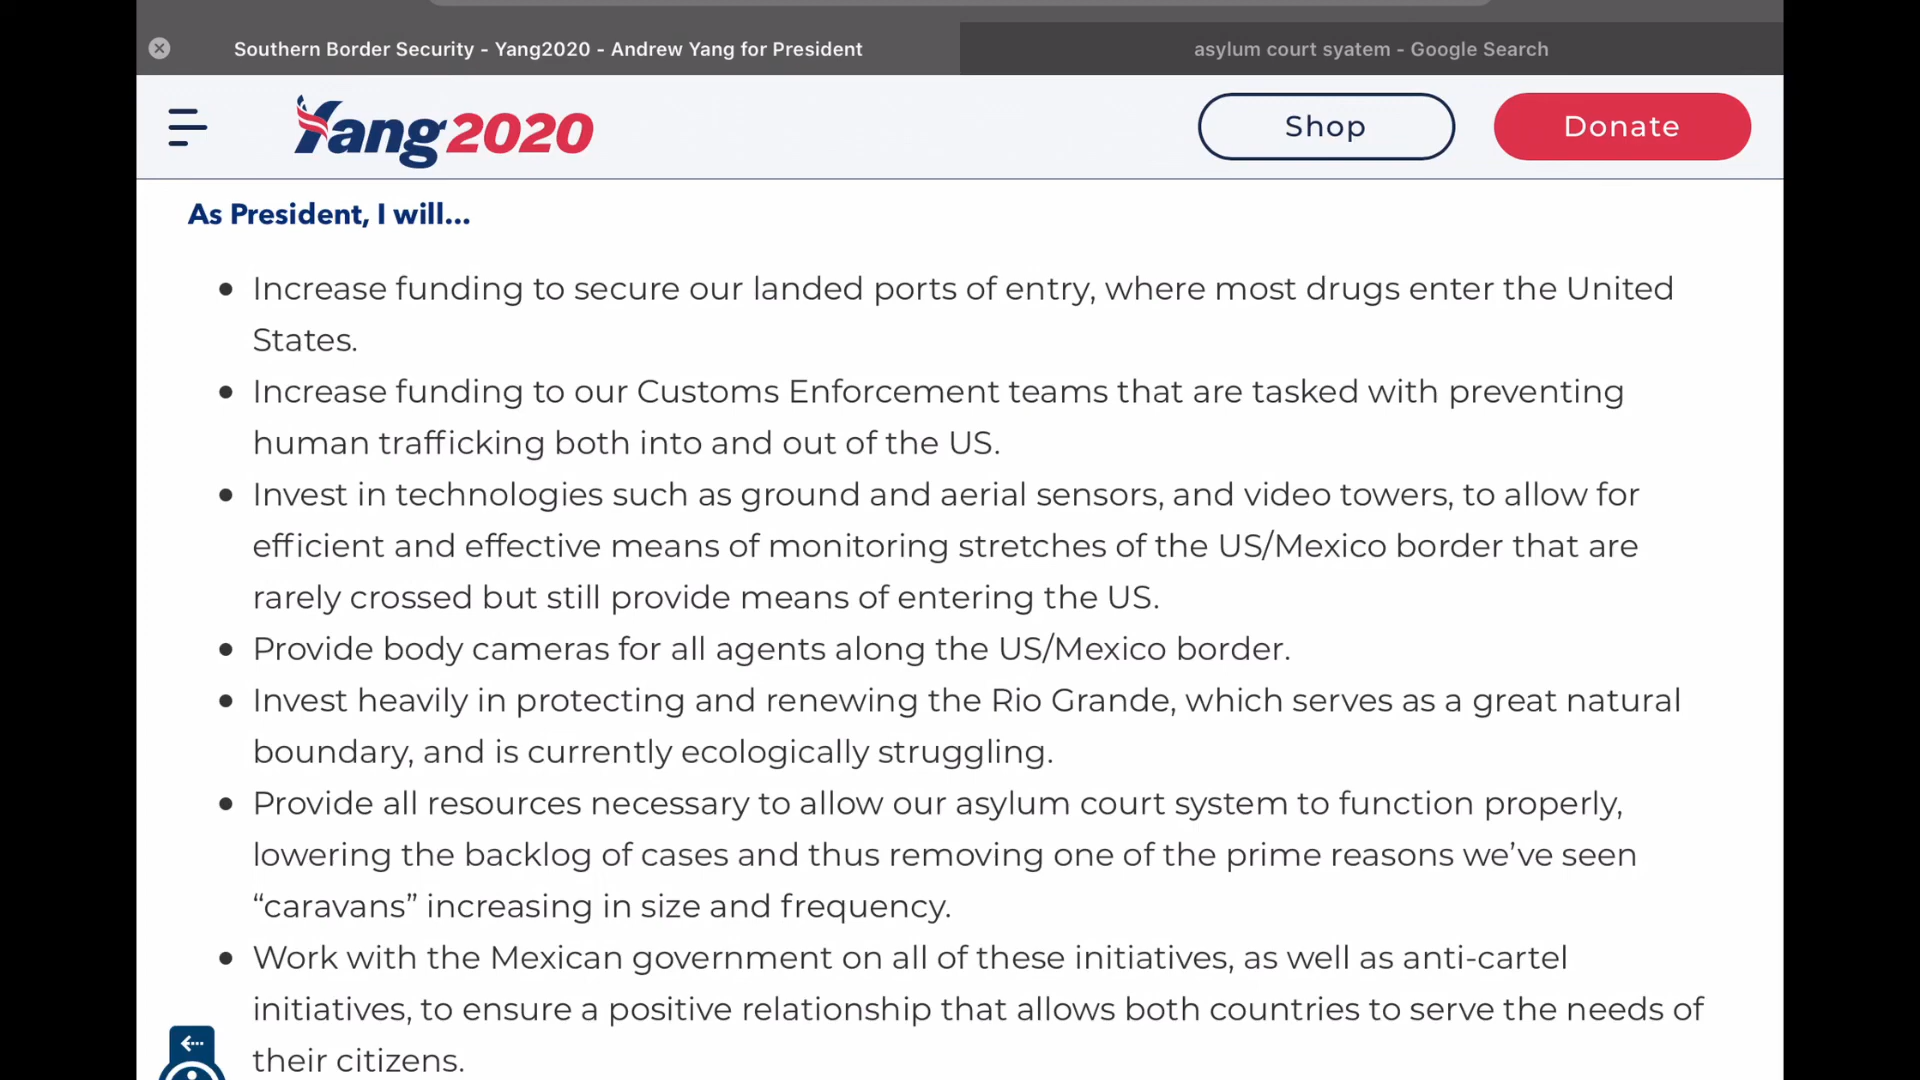 Southern Border Security - Yang2020 - Andrew Yang for President
asylum court syatem - Google Search
Yang2020
Shop
Donate
As President, I will...
• Increase funding to secure our landed ports of entry, where most drugs enter the United
States.
• Increase funding to our Customs Enforcement teams that are tasked with preventing
human trafficking both into and out of the US.
• Invest in technologies such as ground and aerial sensors, and video towers, to allow for
efficient and effective means of monitoring stretches of the US/Mexico border that are
rarely crossed but still provide means of entering the US.
• Provide body cameras for all agents along the US/Mexico border.
• Invest heavily in protecting and renewing the Rio Grande, which serves as a great natural
boundary, and is currently ecologically struggling.
• Provide all resources necessary to allow our asylum court system to function properly,
lowering the backlog of cases and thus removing one of the prime reasons we’ve seen
“caravans” increasing in size and frequency.
• Work with the Mexican government on all of these initiatives, as well as anti-cartel
initiatives, to ensure a positive relationship that allows both countries to serve the needs of
their citizens.